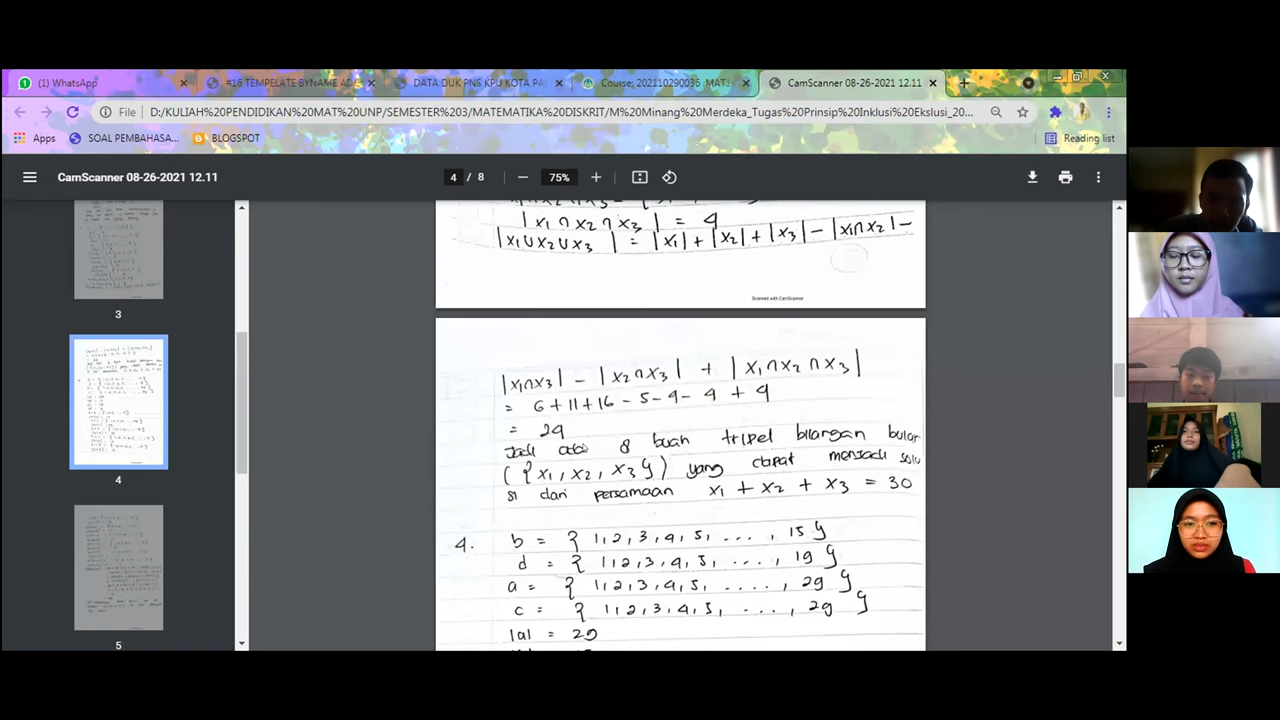 (1) WhatsApp
#16 TEMPELATE BYNAME AD
DATA DUK PNS KPU KOTA PA
Course: 202110290036 :MAT1
CamScanner 08-26-2021 12.11
File
D:/KULIAH%20PENDIDIKAN%20MAT%20UNP/SEMESTER%203/MATEMATIKA%20DISKRIT/M%20Minang%20Merdeka_Tugas%20Prinsip%20Inklusi%20Ekslusi_20...
Apps
SOAL PEMBAHASA...
BLOGSPOT
Reading list
CamScanner 08-26-2021 12.11
4 / 8
75%
3
4
5
|x₁∩x₂∩x₃| = 4
|x₁∪x₂∪x₃| = |x₁| + |x₂| + |x₃| − |x₁∩x₂| −
Scanned with CamScanner
|x₁∩x₃| − |x₂∩x₃| + |x₁∩x₂∩x₃|
= 6+11+16−5−4−4+4
= 24
Jadi ada 8 buah tripel bilangan bular
({x₁, x₂, x₃}) yang dapat menjadi solu
si dari persamaan x₁ + x₂ + x₃ = 30
4. b = { 1,2,3,4,5, ... , 15 }
d = { 1,2,3,4,5, ... , 19 }
a = { 1,2,3,4,5, ...., 29 }
c = { 1,2,3,4,5, ... , 29 }
|a| = 29